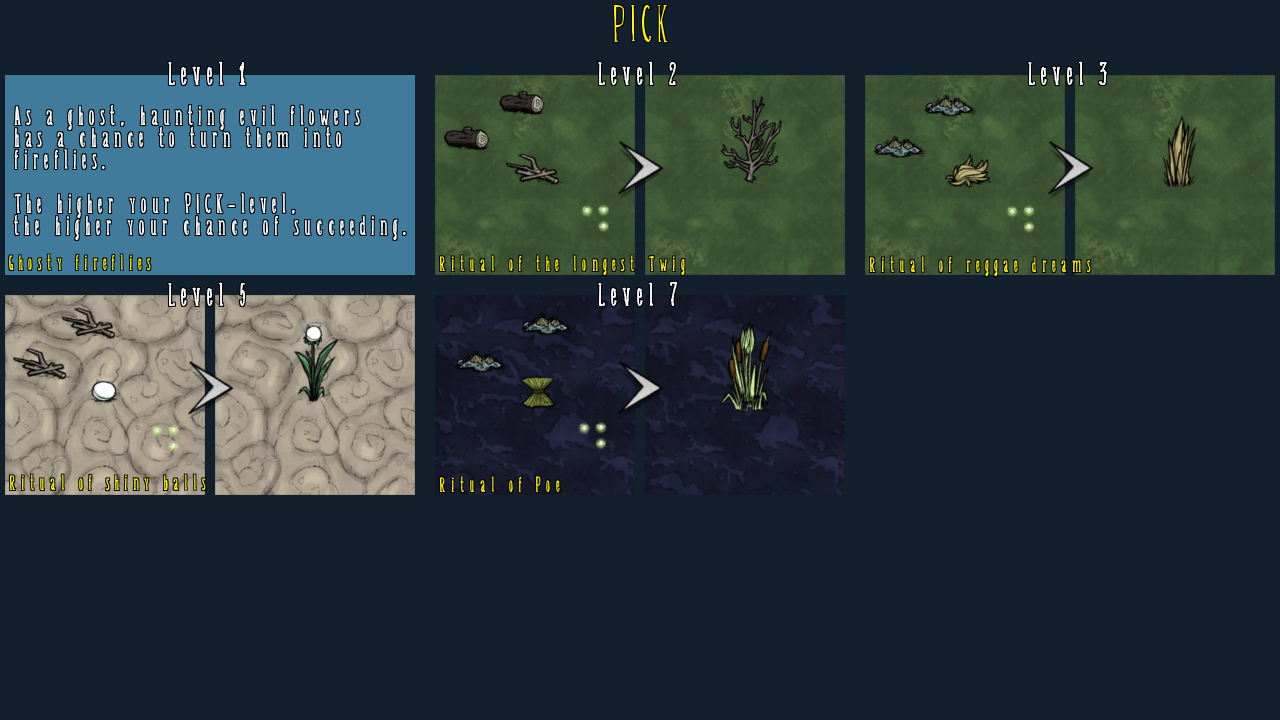 PICK
Level 1
As a ghost, haunting evil flowers
has a chance to turn them into
fireflies.
The higher your PICK-level,
the higher your chance of succeeding.
Ghosty fireflies
Level 2
Ritual of the longest Twig
Level 3
Ritual of reggae dreams
Level 5
Ritual of shiny balls
Level 7
Ritual of Poe